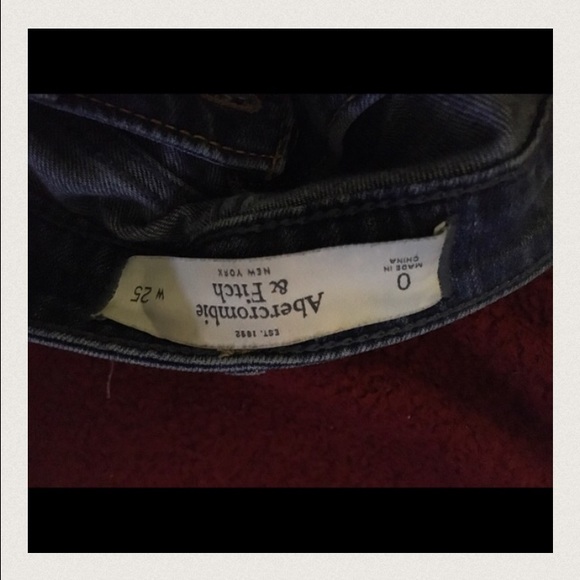 0
MADE IN
CHINA
EST. 1892
Abercrombie
& Fitch
NEW YORK
W 25